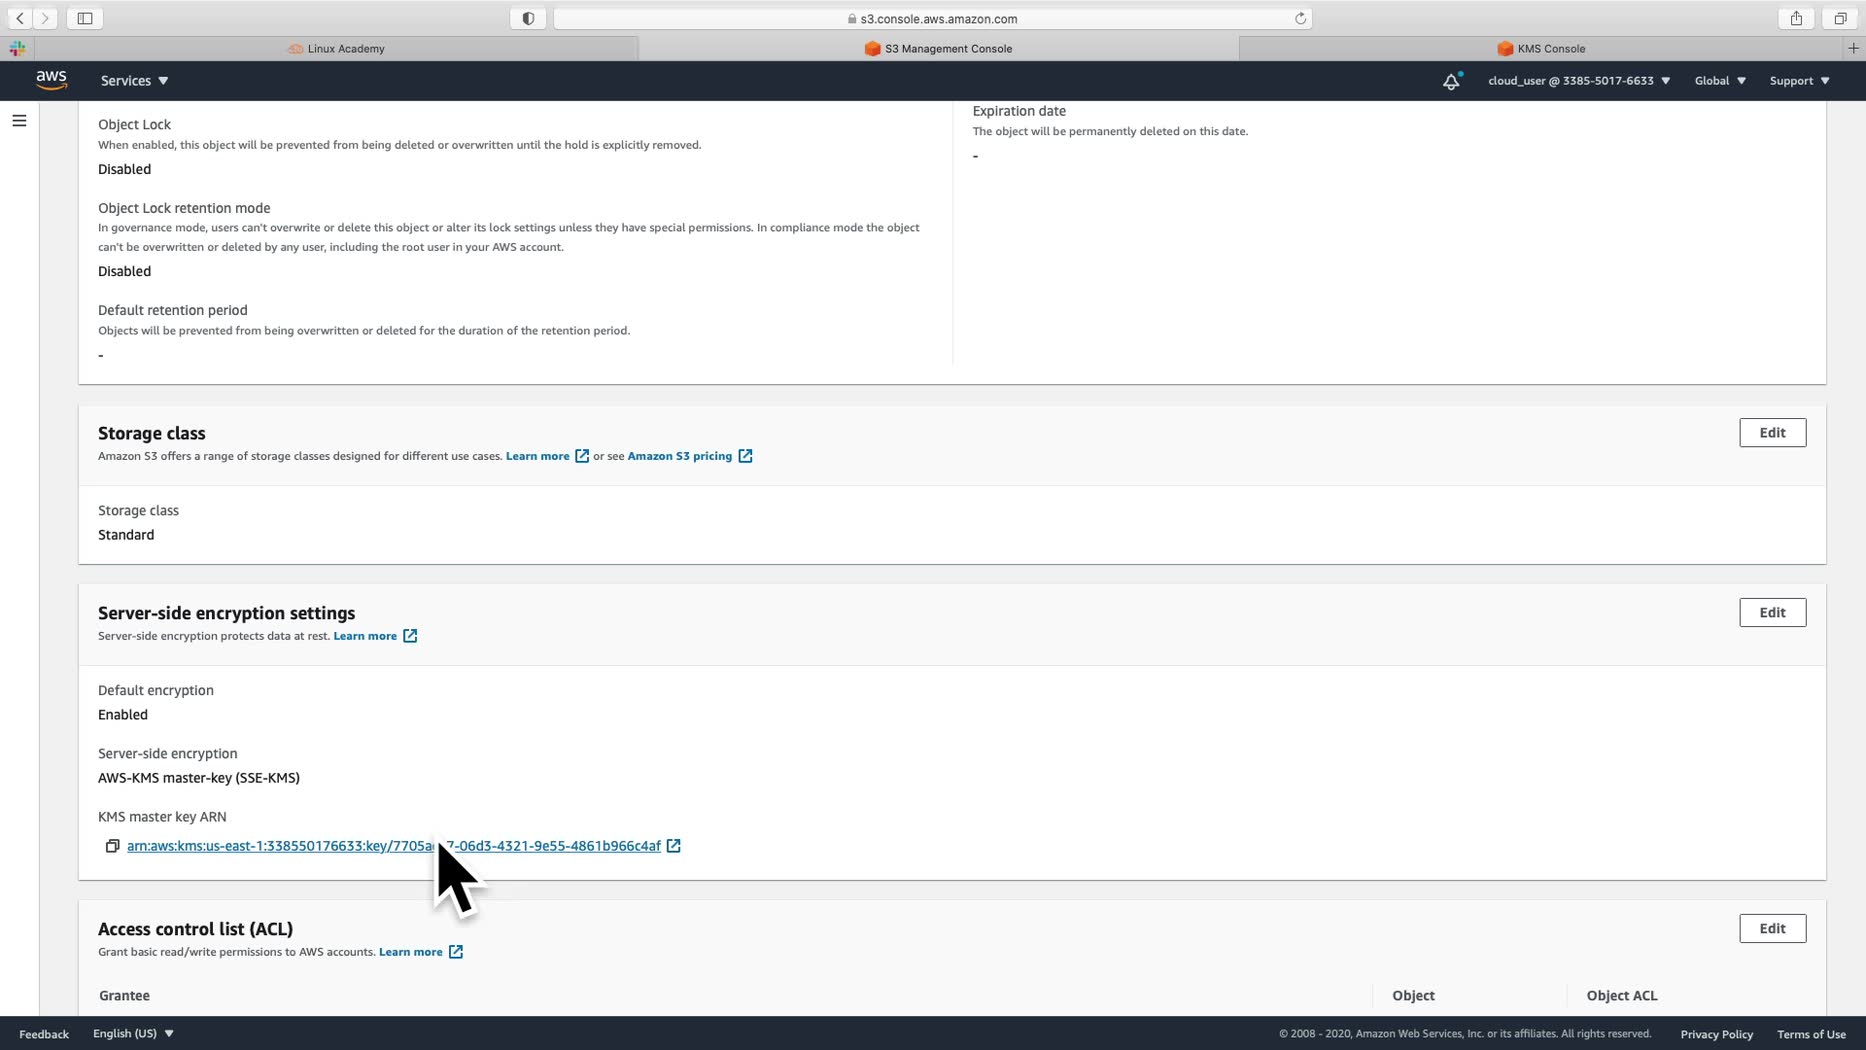 s3.console.aws.amazon.com
Linux Academy
S3 Management Console
KMS Console
aws
Services
cloud_user @ 3385-5017-6633
Global
Support
Object Lock
When enabled, this object will be prevented from being deleted or overwritten until the hold is explicitly removed.
Disabled
Object Lock retention mode
In governance mode, users can't overwrite or delete this object or alter its lock settings unless they have special permissions. In compliance mode the object
can't be overwritten or deleted by any user, including the root user in your AWS account.
Disabled
Default retention period
Objects will be prevented from being overwritten or deleted for the duration of the retention period.
-
Expiration date
The object will be permanently deleted on this date.
-
Storage class
Edit
Amazon S3 offers a range of storage classes designed for different use cases. Learn more or see Amazon S3 pricing
Storage class
Standard
Server-side encryption settings
Edit
Server-side encryption protects data at rest. Learn more
Default encryption
Enabled
Server-side encryption
AWS-KMS master-key (SSE-KMS)
KMS master key ARN
arn:aws:kms:us-east-1:338550176633:key/7705a 7-06d3-4321-9e55-4861b966c4af
Access control list (ACL)
Edit
Grant basic read/write permissions to AWS accounts. Learn more
Grantee
Object
Object ACL
Feedback
English (US)
© 2008 - 2020, Amazon Web Services, Inc. or its affiliates. All rights reserved.
Privacy Policy
Terms of Use